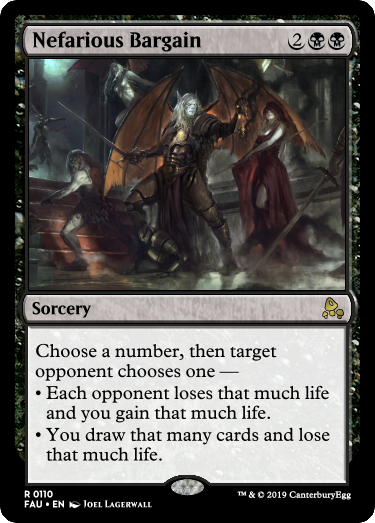 Nefarious Bargain 2
Sorcery
Choose a number, then target
opponent chooses one —
• Each opponent loses that much life
and you gain that much life.
• You draw that many cards and lose
that much life.
R 0110
FAU • EN JOEL LAGERWALL
™ & © 2019 CanterburyEgg